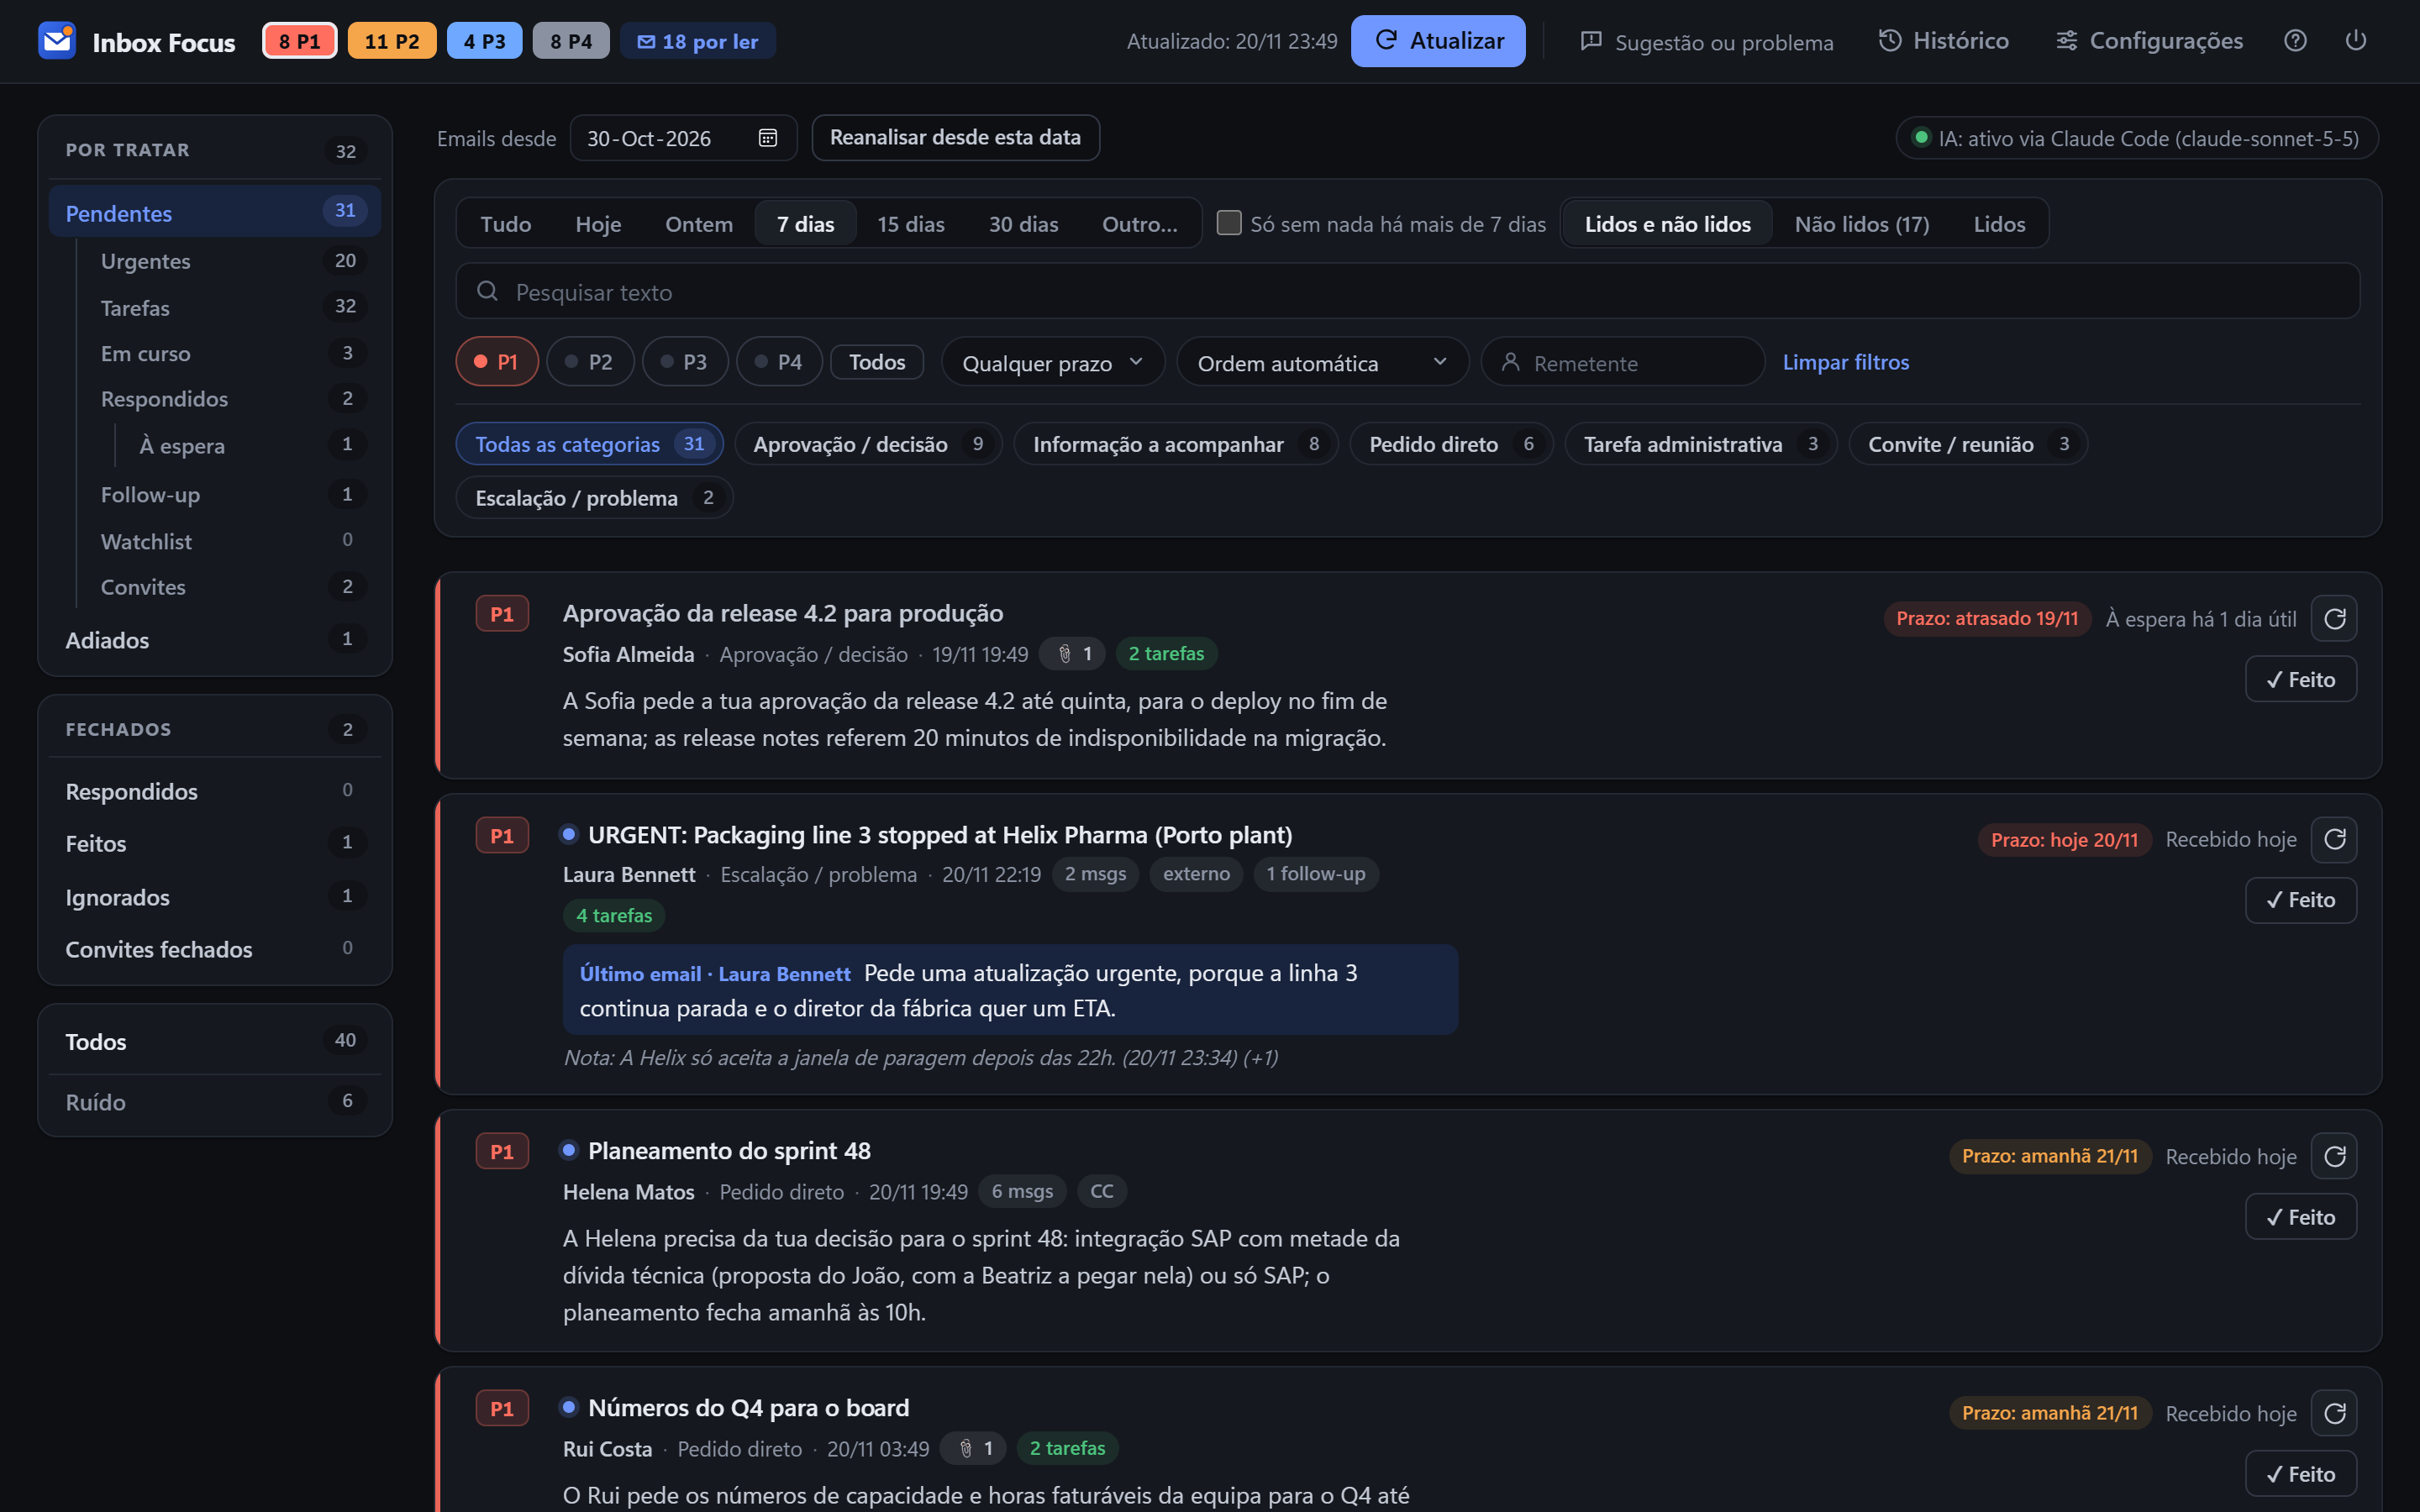 Inbox Focus 8 P1 11 P2 4 P3 8 P4 18 por ler Atualizado: 20/11 23:49 Atualizar Sugestão ou problema Histórico Configurações
POR TRATAR 32
Pendentes 31
Urgentes 20
Tarefas 32
Em curso 3
Respondidos 2
À espera 1
Follow-up 1
Watchlist 0
Convites 2
Adiados 1
FECHADOS 2
Respondidos 0
Feitos 1
Ignorados 1
Convites fechados 0
Todos 40
Ruído 6
Emails desde 30-Oct-2026 Reanalisar desde esta data IA: ativo via Claude Code (claude-sonnet-5-5)
Tudo Hoje Ontem 7 dias 15 dias 30 dias Outro... Só sem nada há mais de 7 dias Lidos e não lidos Não lidos (17) Lidos
Pesquisar texto
P1 P2 P3 P4 Todos Qualquer prazo Ordem automática Remetente Limpar filtros
Todas as categorias 31 Aprovação / decisão 9 Informação a acompanhar 8 Pedido direto 6 Tarefa administrativa 3 Convite / reunião 3
Escalação / problema 2
P1 Aprovação da release 4.2 para produção Prazo: atrasado 19/11 À espera há 1 dia útil
Sofia Almeida · Aprovação / decisão · 19/11 19:49 1 2 tarefas
✓ Feito
A Sofia pede a tua aprovação da release 4.2 até quinta, para o deploy no fim de
semana; as release notes referem 20 minutos de indisponibilidade na migração.
P1 URGENT: Packaging line 3 stopped at Helix Pharma (Porto plant) Prazo: hoje 20/11 Recebido hoje
Laura Bennett · Escalação / problema · 20/11 22:19 2 msgs externo 1 follow-up
✓ Feito
4 tarefas
Último email · Laura Bennett Pede uma atualização urgente, porque a linha 3
continua parada e o diretor da fábrica quer um ETA.
Nota: A Helix só aceita a janela de paragem depois das 22h. (20/11 23:34) (+1)
P1 Planeamento do sprint 48 Prazo: amanhã 21/11 Recebido hoje
Helena Matos · Pedido direto · 20/11 19:49 6 msgs CC
✓ Feito
A Helena precisa da tua decisão para o sprint 48: integração SAP com metade da
dívida técnica (proposta do João, com a Beatriz a pegar nela) ou só SAP; o
planeamento fecha amanhã às 10h.
P1 Números do Q4 para o board Prazo: amanhã 21/11 Recebido hoje
Rui Costa · Pedido direto · 20/11 03:49 1 2 tarefas
✓ Feito
O Rui pede os números de capacidade e horas faturáveis da equipa para o Q4 até